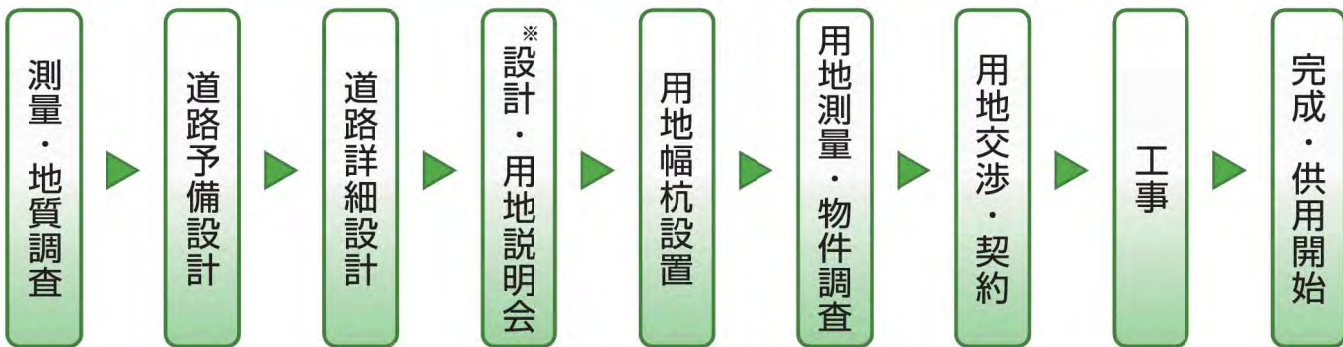 測量・地質調査
道路予備設計
道路詳細設計
※設計・用地説明会
用地幅杭設置
用地測量・物件調査
用地交渉・契約
工事
完成・供用開始